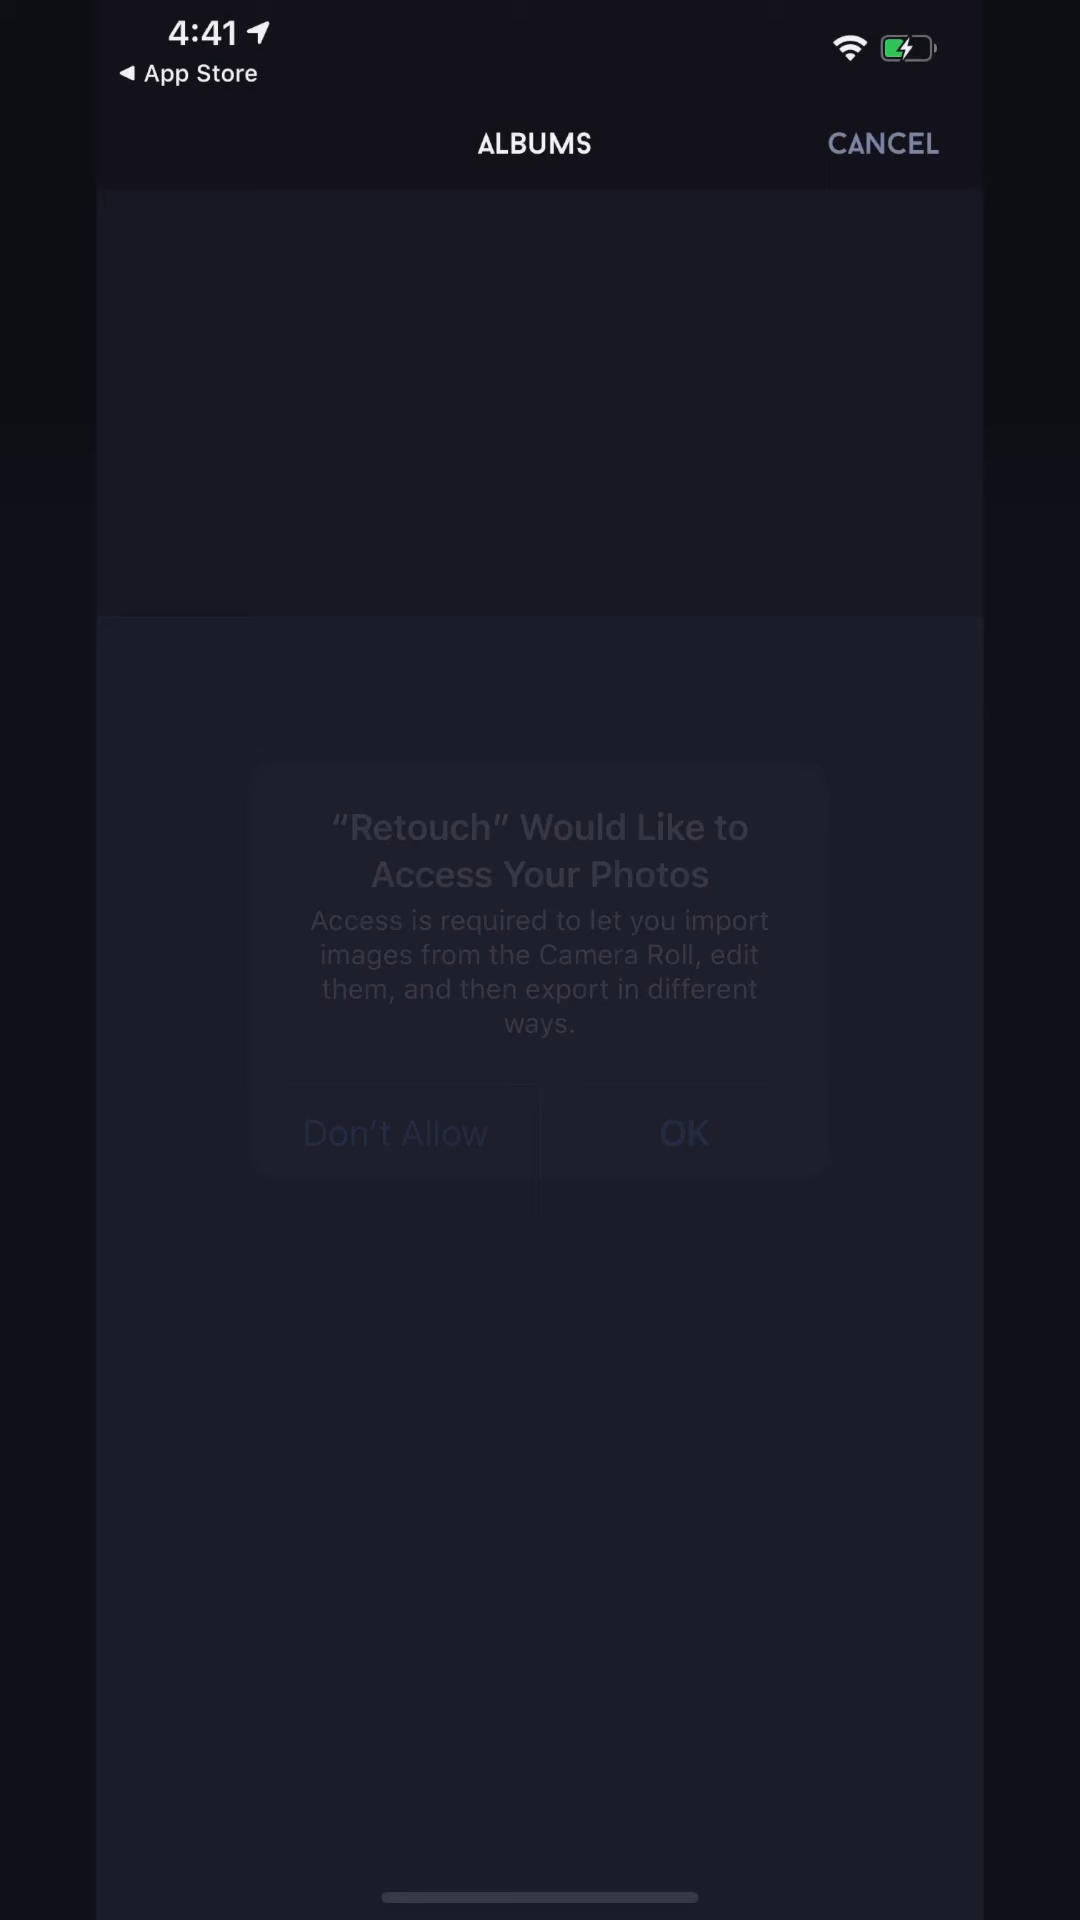 4:41
◀ App Store
ALBUMS
CANCEL
“Retouch” Would Like to
Access Your Photos
Access is required to let you import
images from the Camera Roll, edit
them, and then export in different
ways.
Don’t Allow
OK